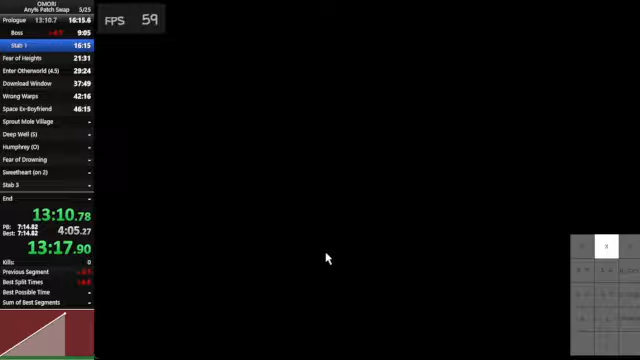 OMORI
Any% Patch Swap 5/25
Prologue 13:10.7 16:15.6
Boss 9:05
Stab 1 16:15
Fear of Heights 21:31
Enter Otherworld (4.5) 29:24
Download Window 37:49
Wrong Warps 42:16
Space Ex-Boyfriend 46:15
Sprout Mole Village -
Deep Well (S) -
Humphrey (O) -
Fear of Drowning -
Sweetheart (on 2) -
Stab 3 -
End -
13:10.78
PB: 7:14.82
Best: 7:14.82 4:05.27
13:17.90
Kills: 0
Previous Segment
Best Split Times
Best Possible Time -
Sum of Best Segments -
FPS 59